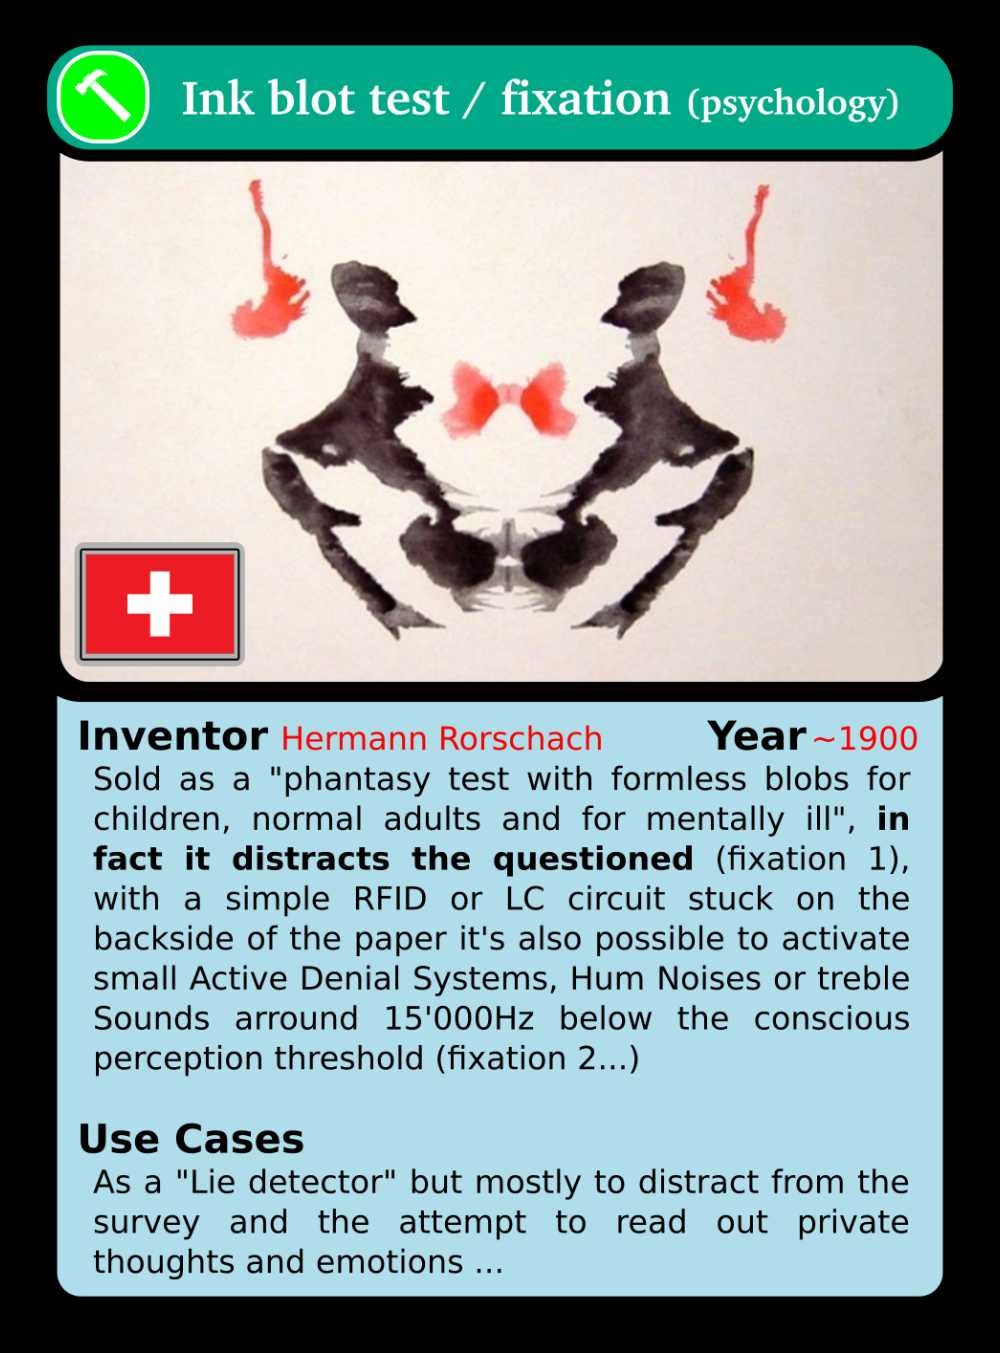 Ink blot test / fixation (psychology)
Inventor Hermann Rorschach Year ~1900
Sold as a "phantasy test with formless blobs for
children, normal adults and for mentally ill", in
fact it distracts the questioned (fixation 1),
with a simple RFID or LC circuit stuck on the
backside of the paper it's also possible to activate
small Active Denial Systems, Hum Noises or treble
Sounds arround 15'000Hz below the conscious
perception threshold (fixation 2...)
Use Cases
As a "Lie detector" but mostly to distract from the
survey and the attempt to read out private
thoughts and emotions ...